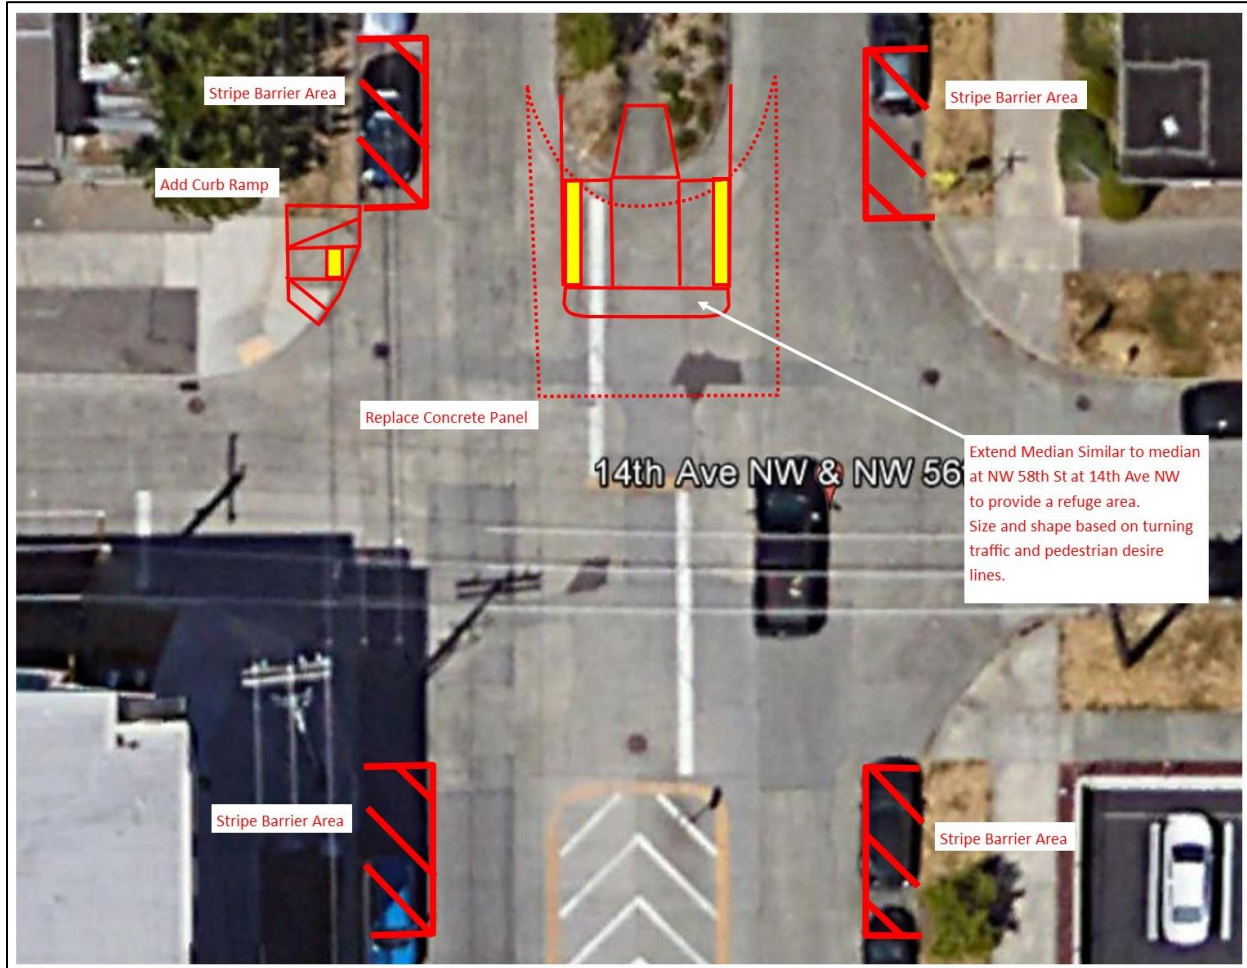 Stripe Barrier Area
Stripe Barrier Area
Add Curb Ramp
Replace Concrete Panel
14th Ave NW & NW 56
Extend Median Similar to median
at NW 58th St at 14th Ave NW
to provide a refuge area.
Size and shape based on turning
traffic and pedestrian desire
lines.
Stripe Barrier Area
Stripe Barrier Area